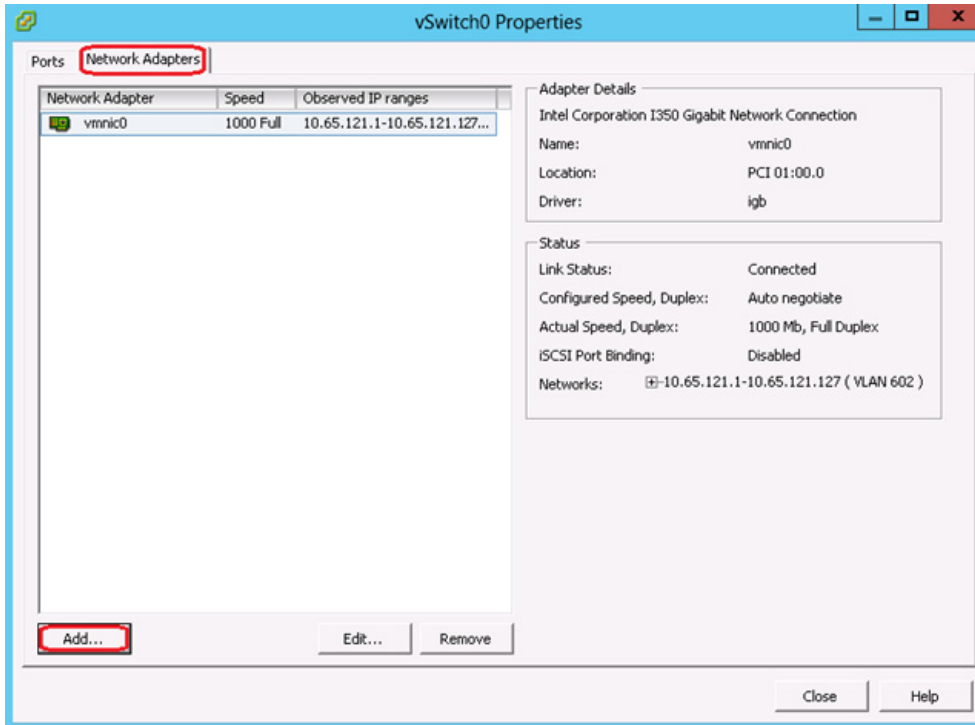 vSwitch0 Properties
Ports Network Adapters
Network Adapter Speed Observed IP ranges
vmnic0 1000 Full 10.65.121.1-10.65.121.127...
Adapter Details
Intel Corporation I350 Gigabit Network Connection
Name: vmnic0
Location: PCI 01:00.0
Driver: igb
Status
Link Status: Connected
Configured Speed, Duplex: Auto negotiate
Actual Speed, Duplex: 1000 Mb, Full Duplex
iSCSI Port Binding: Disabled
Networks: 10.65.121.1-10.65.121.127 ( VLAN 602 )
Add... Edit... Remove
Close Help